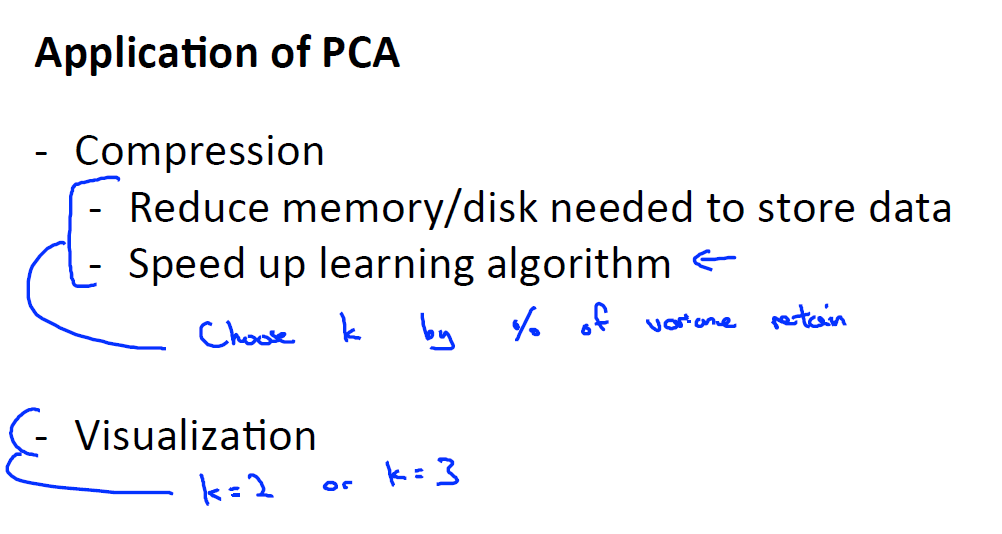 Application of PCA
- Compression
- Reduce memory/disk needed to store data
- Speed up learning algorithm ←
Choose k by % of variance retain
- Visualization
k=2 or k=3